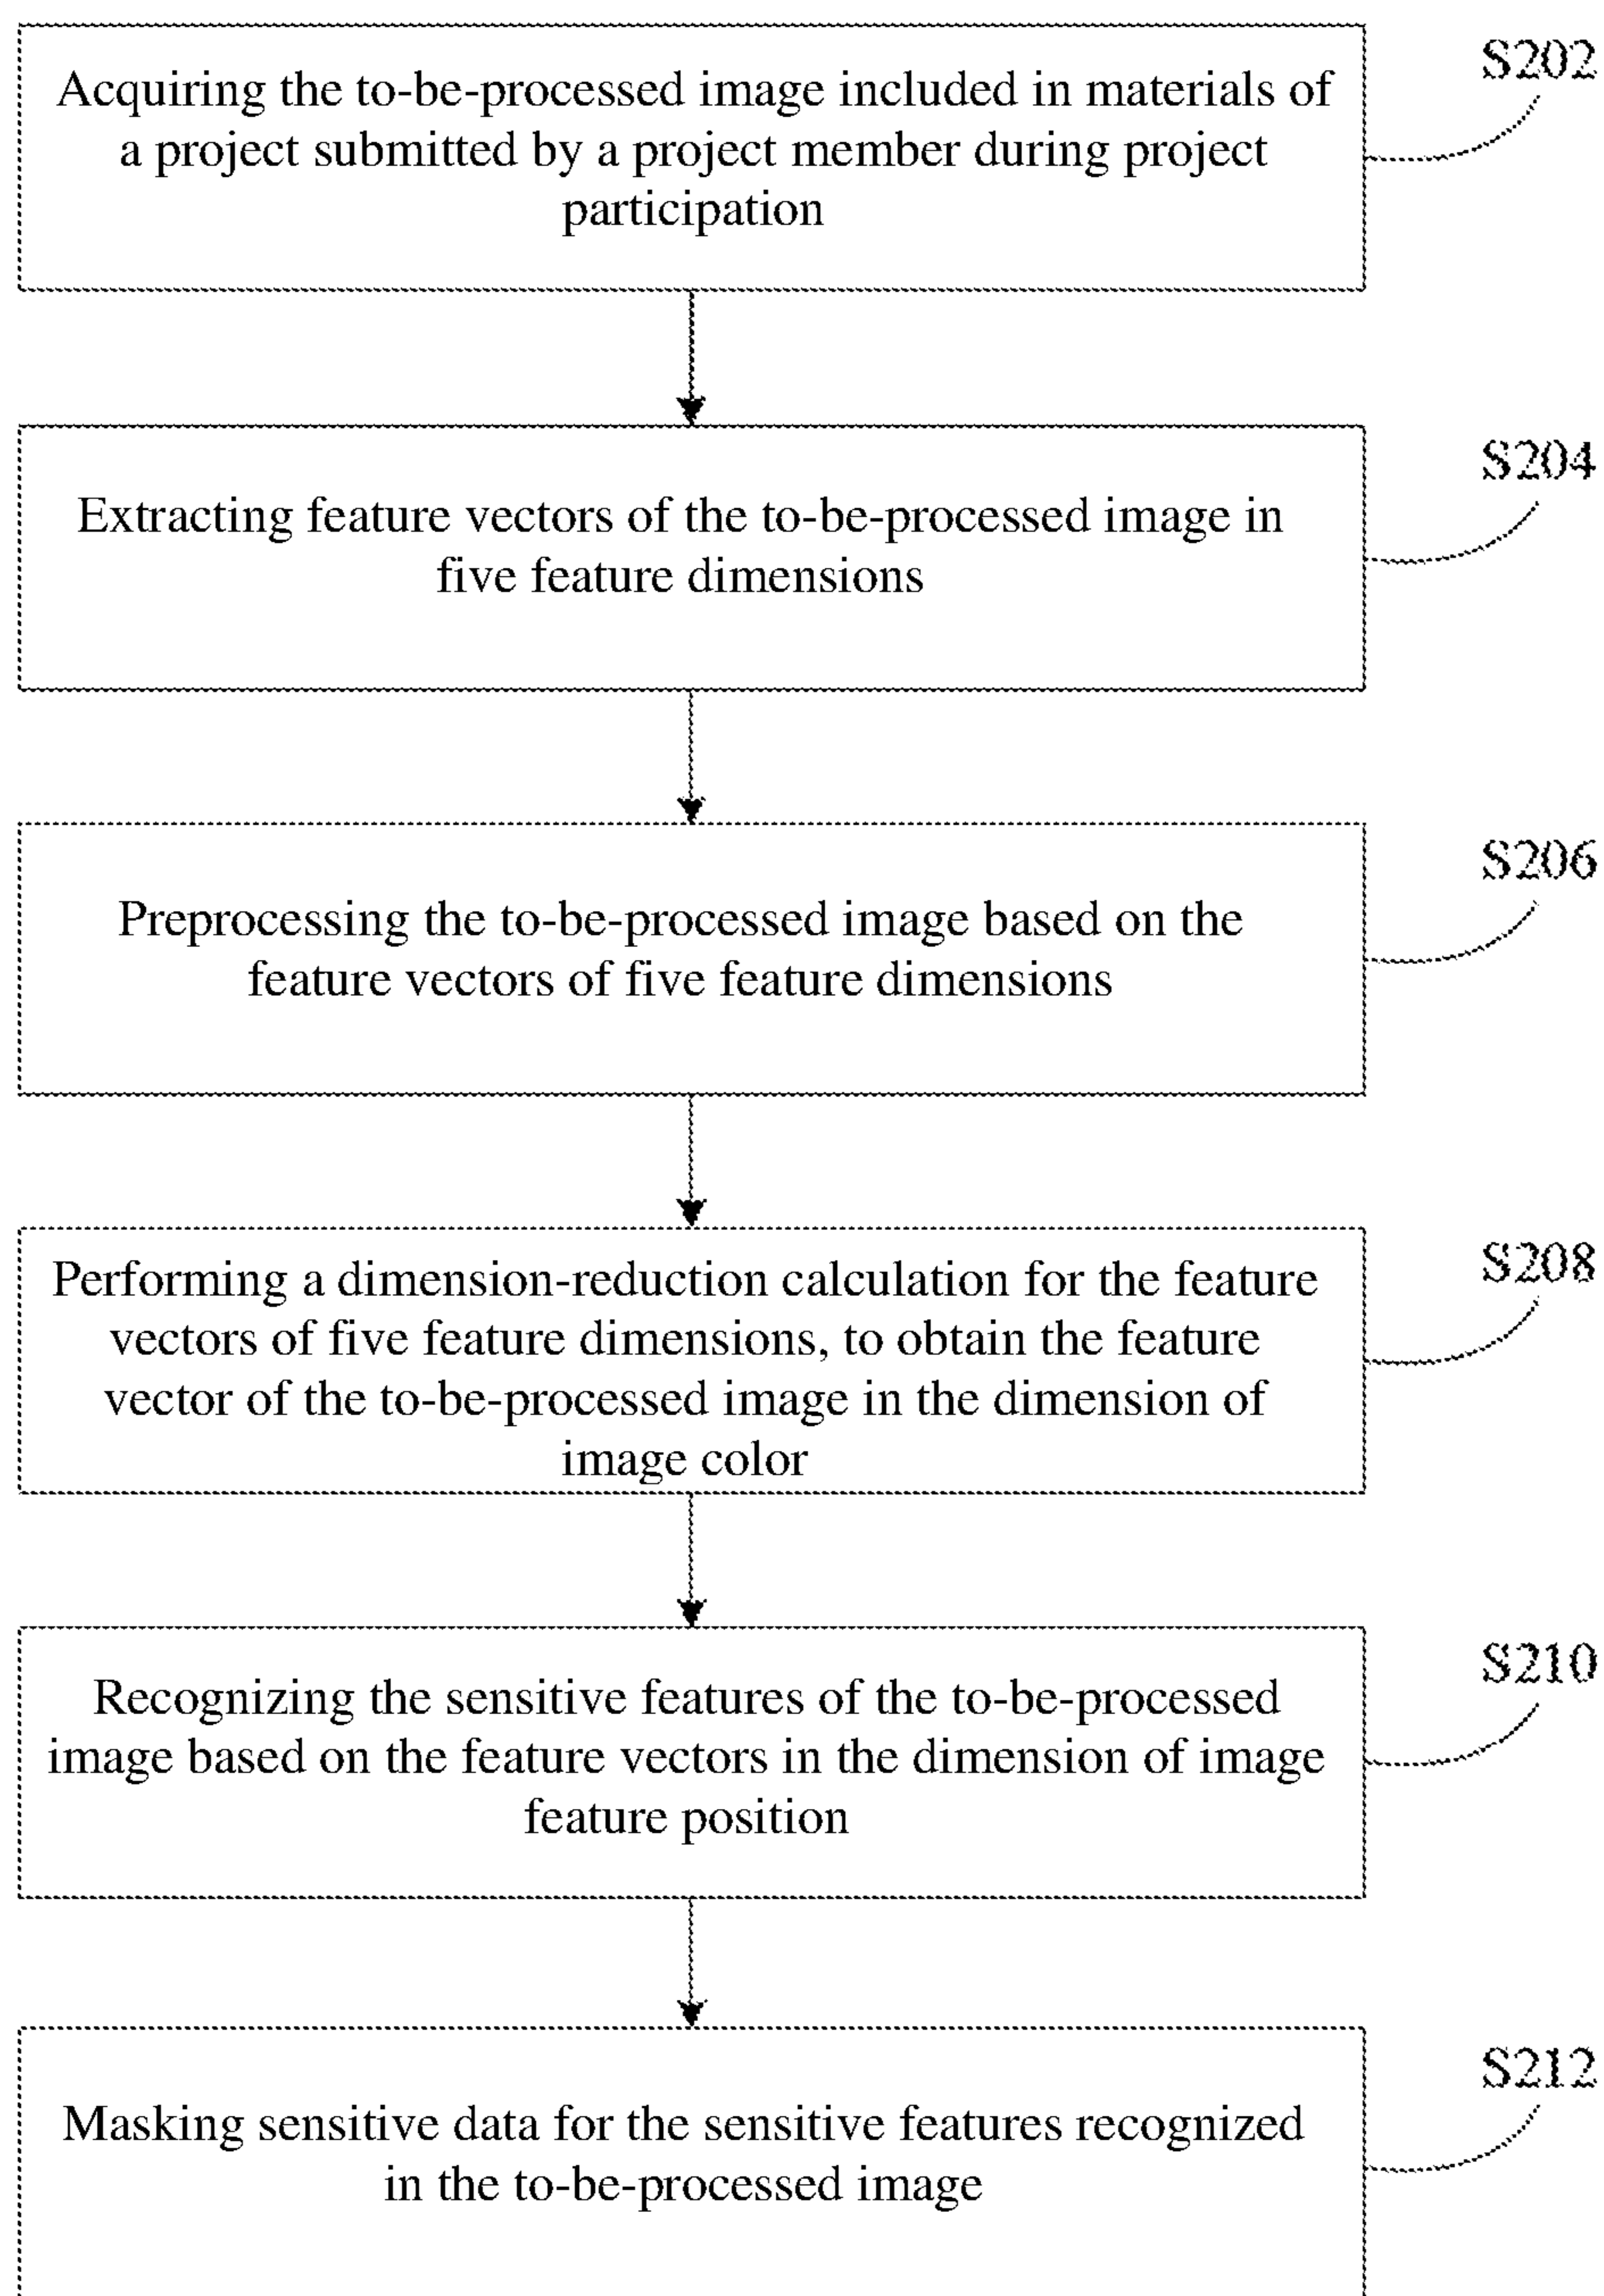 S202
Acquiring the to-be-processed image included in materials of
a project submitted by a project member during project
participation
S204
Extracting feature vectors of the to-be-processed image in
five feature dimensions
S206
Preprocessing the to-be-processed image based on the
feature vectors of five feature dimensions
S208
Performing a dimension-reduction calculation for the feature
vectors of five feature dimensions, to obtain the feature
vector of the to-be-processed image in the dimension of
image color
S210
Recognizing the sensitive features of the to-be-processed
image based on the feature vectors in the dimension of image
feature position
S212
Masking sensitive data for the sensitive features recognized
in the to-be-processed image